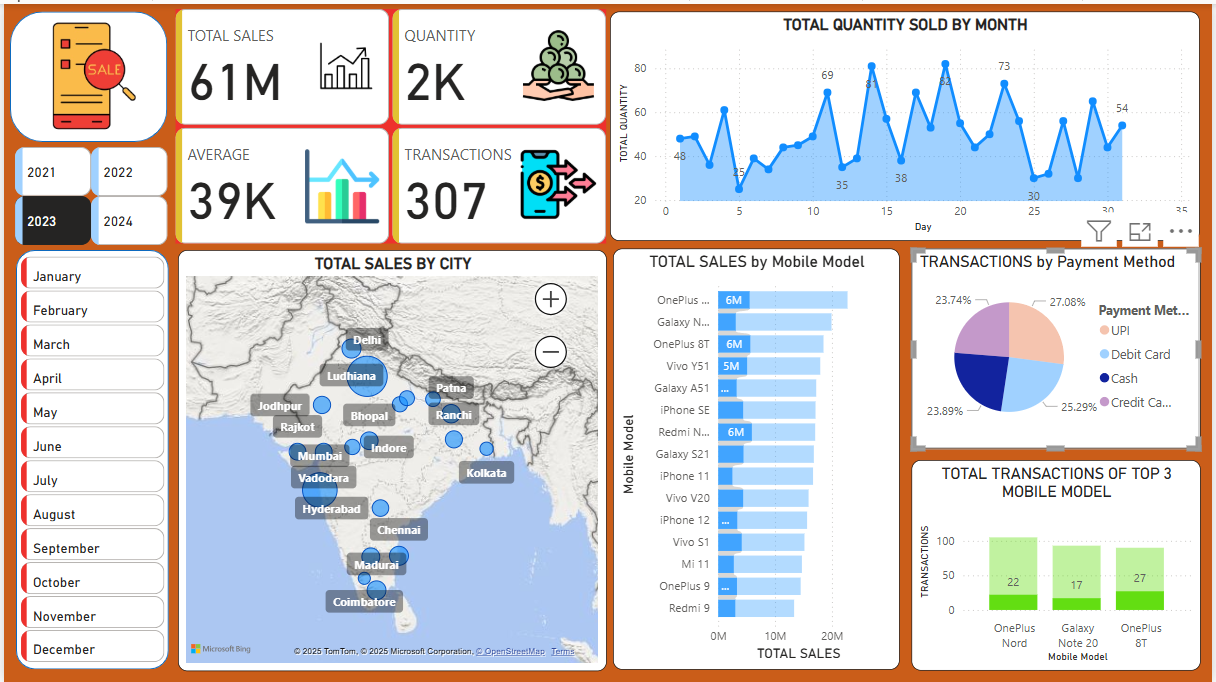 SALE
TOTAL SALES
61M
QUANTITY
2K
AVERAGE
39K
TRANSACTIONS
307
2021
2022
2023
2024
January
February
March
April
May
June
July
August
September
October
November
December
TOTAL QUANTITY SOLD BY MONTH
TOTAL QUANTITY
80
60
40
20
48
25
69
35
81
38
82
73
30
54
0
5
10
15
20
25
30
35
Day
TOTAL SALES BY CITY
Delhi
Ludhiana
Patna
Jodhpur
Bhopal
Ranchi
Rajkot
Indore
Mumbai
Kolkata
Vadodara
Hyderabad
Chennai
Madurai
Coimbatore
Microsoft Bing
© 2025 TomTom, © 2025 Microsoft Corporation, © OpenStreetMap Terms
TOTAL SALES by Mobile Model
Mobile Model
OnePlus ... 6M
Galaxy N...
OnePlus 8T 6M
Vivo Y51 5M
Galaxy A51 ...
iPhone SE
Redmi N... 6M
Galaxy S21
iPhone 11
Vivo V20
iPhone 12 ...
Vivo S1
Mi 11
OnePlus 9 ...
Redmi 9
0M 10M 20M
TOTAL SALES
TRANSACTIONS by Payment Method
23.74%
27.08%
23.89%
25.29%
Payment Met...
UPI
Debit Card
Cash
Credit Ca...
TOTAL TRANSACTIONS OF TOP 3
MOBILE MODEL
TRANSACTIONS
100
50
0
22
17
27
OnePlus
Nord
Galaxy
Note 20
OnePlus
8T
Mobile Model